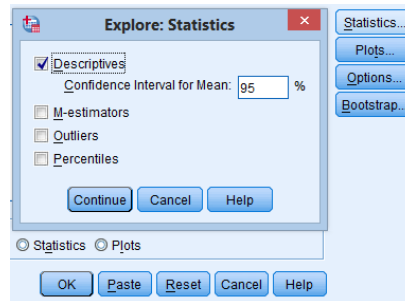 Explore: Statistics
Descriptives
Confidence Interval for Mean: 95 %
M-estimators
Outliers
Percentiles
Continue Cancel Help
Statistics...
Plots...
Options...
Bootstrap...
Statistics Plots
OK Paste Reset Cancel Help